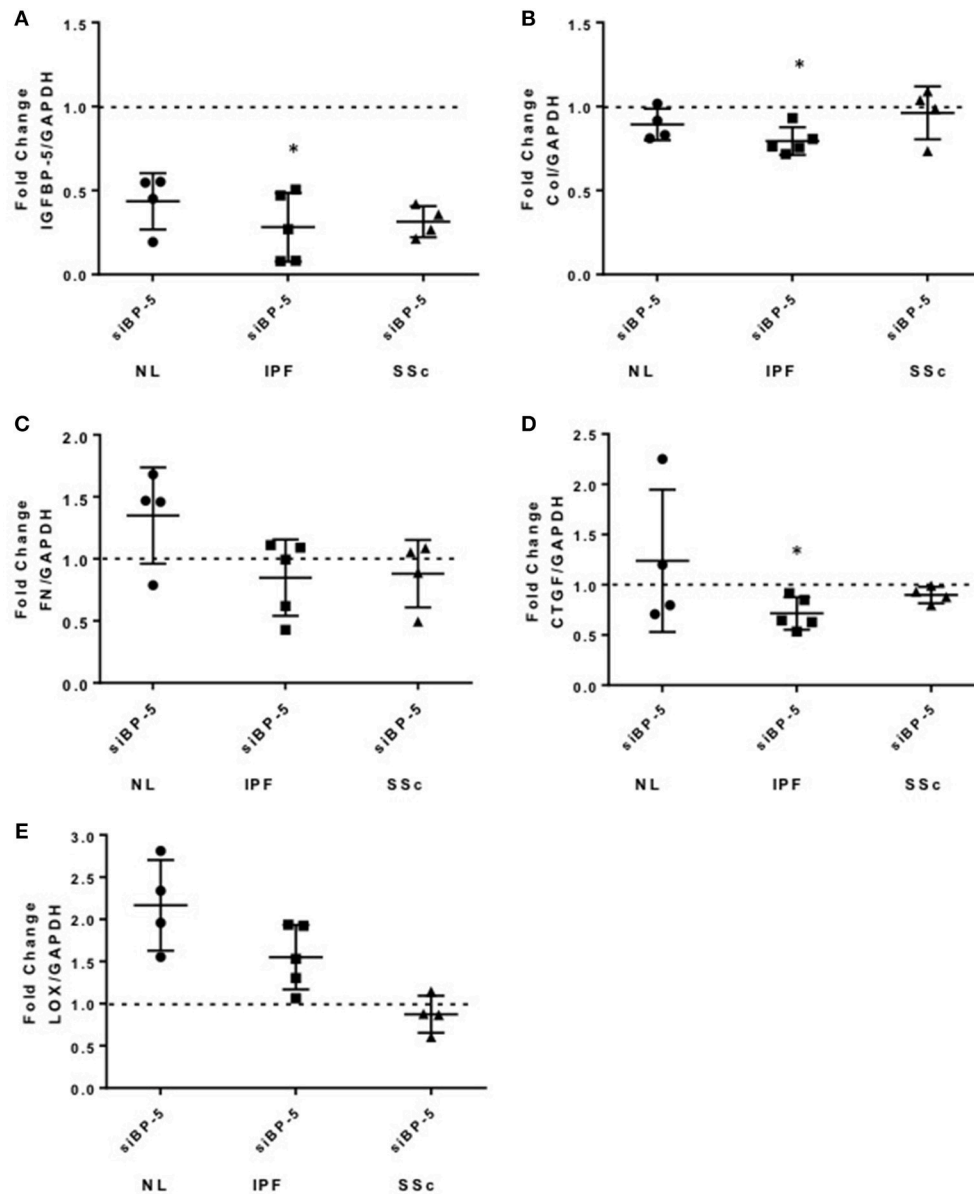 A
Fold Change
IGFBP-5/GAPDH
1.5
1.0
0.5
0.0
*
siBP-5 siBP-5 siBP-5
NL IPF SSc
B
Fold Change
Col/GAPDH
1.5
1.0
0.5
0.0
*
siBP-5 siBP-5 siBP-5
NL IPF SSc
C
Fold Change
FN/GAPDH
2.0
1.5
1.0
0.5
0.0
siBP-5 siBP-5 siBP-5
NL IPF SSc
D
Fold Change
CTGF/GAPDH
2.5
2.0
1.5
1.0
0.5
0.0
*
siBP-5 siBP-5 siBP-5
NL IPF SSc
E
Fold Change
LOX/GAPDH
3.0
2.5
2.0
1.5
1.0
0.5
0.0
siBP-5 siBP-5 siBP-5
NL IPF SSc